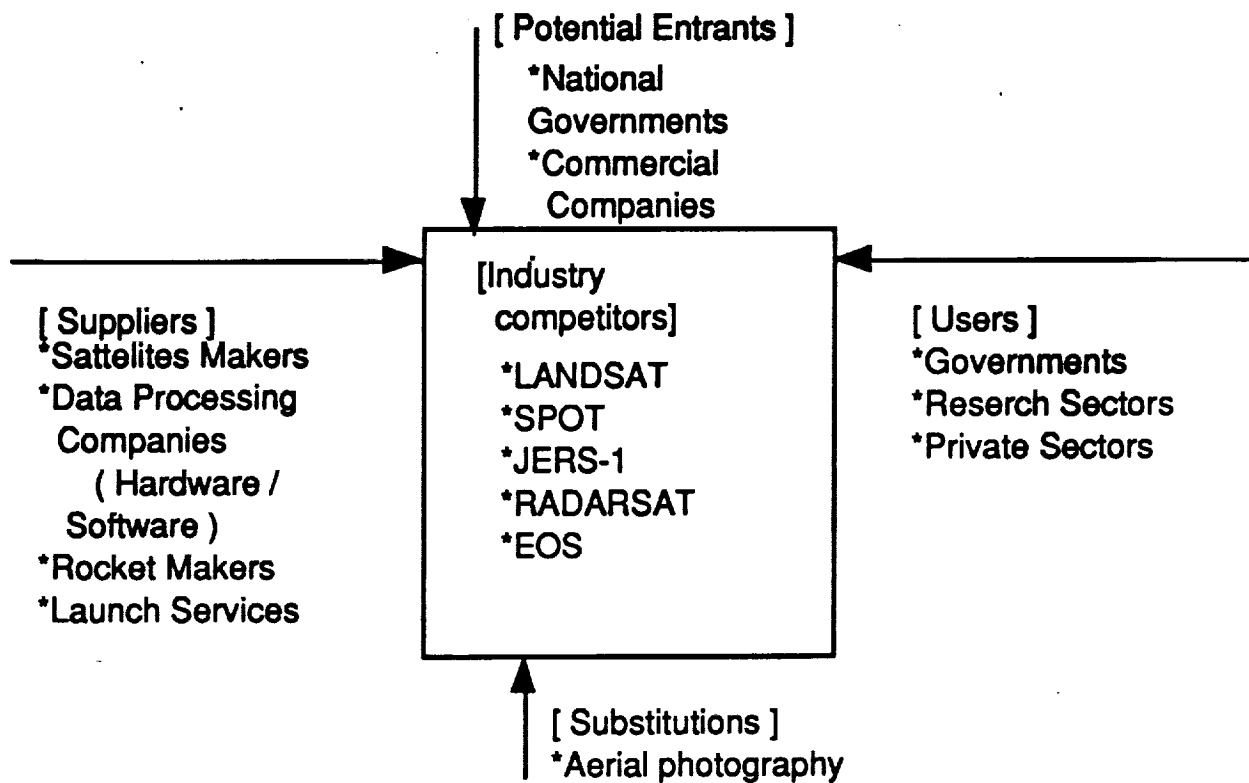 [ Potential Entrants ]
*National
Governments
*Commercial
Companies
[Industry
competitors]
*LANDSAT
*SPOT
*JERS-1
*RADARSAT
*EOS
[ Suppliers ]
*Sattelites Makers
*Data Processing
Companies
( Hardware /
Software )
*Rocket Makers
*Launch Services
[ Users ]
*Governments
*Reserch Sectors
*Private Sectors
[ Substitutions ]
*Aerial photography